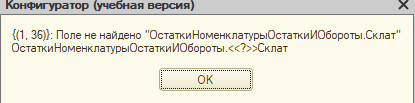 Конфигуратор (учебная версия)
{(1, 36)}: Поле не найдено "ОстаткиНоменклатурыОстаткиИОбороты.Склат"
ОстаткиНоменклатурыОстаткиИОбороты.<<?>>Склат
OK